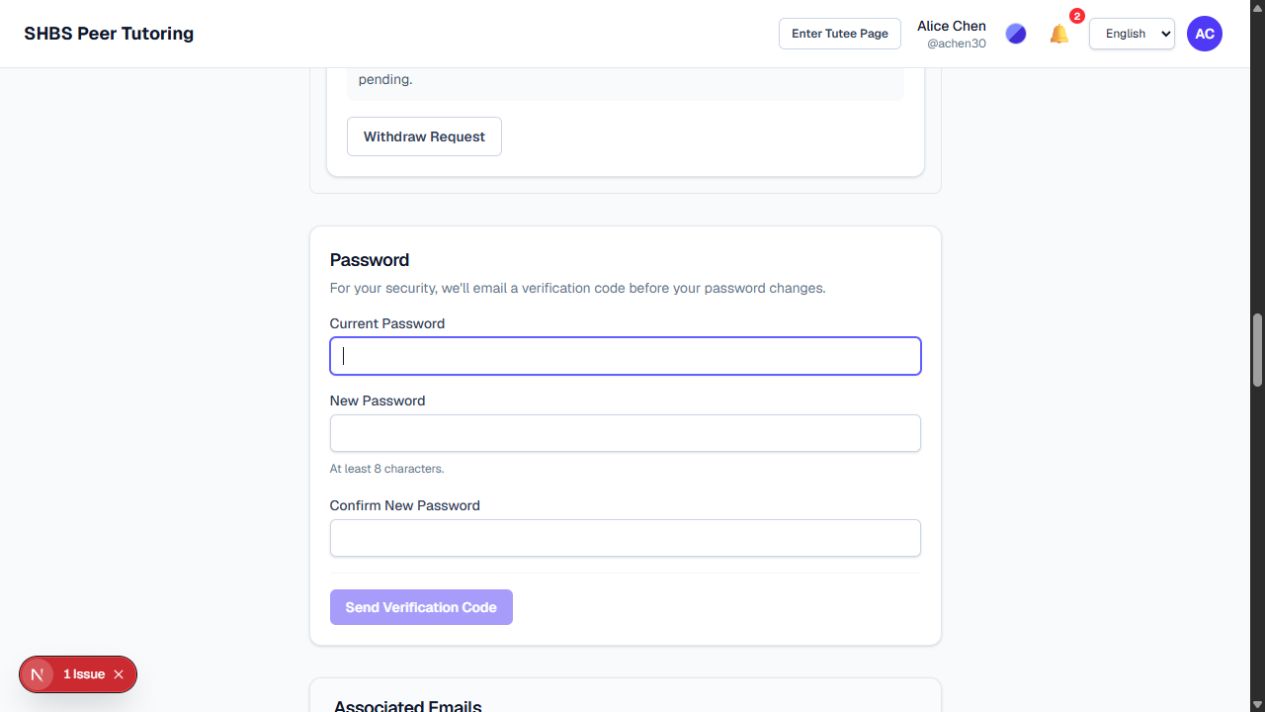 SHBS Peer Tutoring
Enter Tutee Page
Alice Chen
@achen30
2
English
AC
pending.
Withdraw Request
Password
For your security, we'll email a verification code before your password changes.
Current Password
New Password
At least 8 characters.
Confirm New Password
Send Verification Code
N
1 Issue
Associated Emails